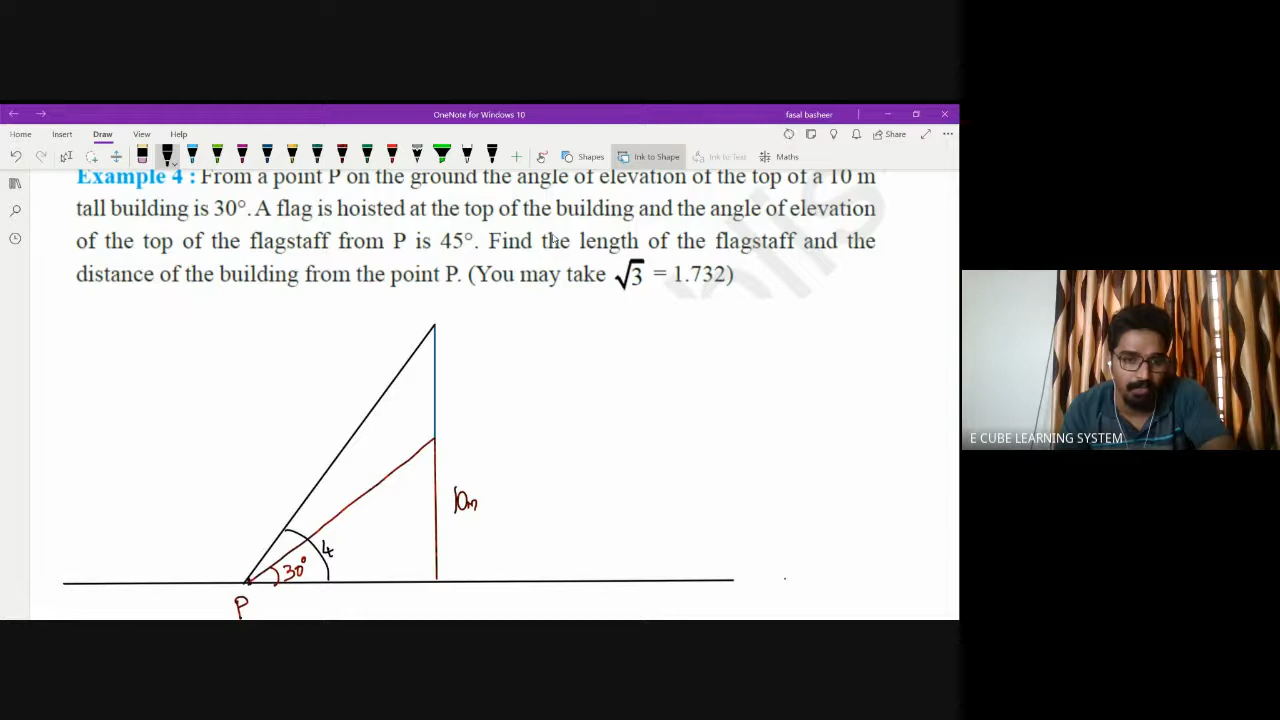 OneNote for Windows 10
fasal basheer
Home Insert Draw View Help
Share
Shapes Ink to Shape Ink to Text Maths
Example 4 : From a point P on the ground the angle of elevation of the top of a 10 m
tall building is 30°. A flag is hoisted at the top of the building and the angle of elevation
of the top of the flagstaff from P is 45°. Find the length of the flagstaff and the
distance of the building from the point P. (You may take √3 = 1.732)
E CUBE LEARNING SYSTEM
10m
4
30°
P